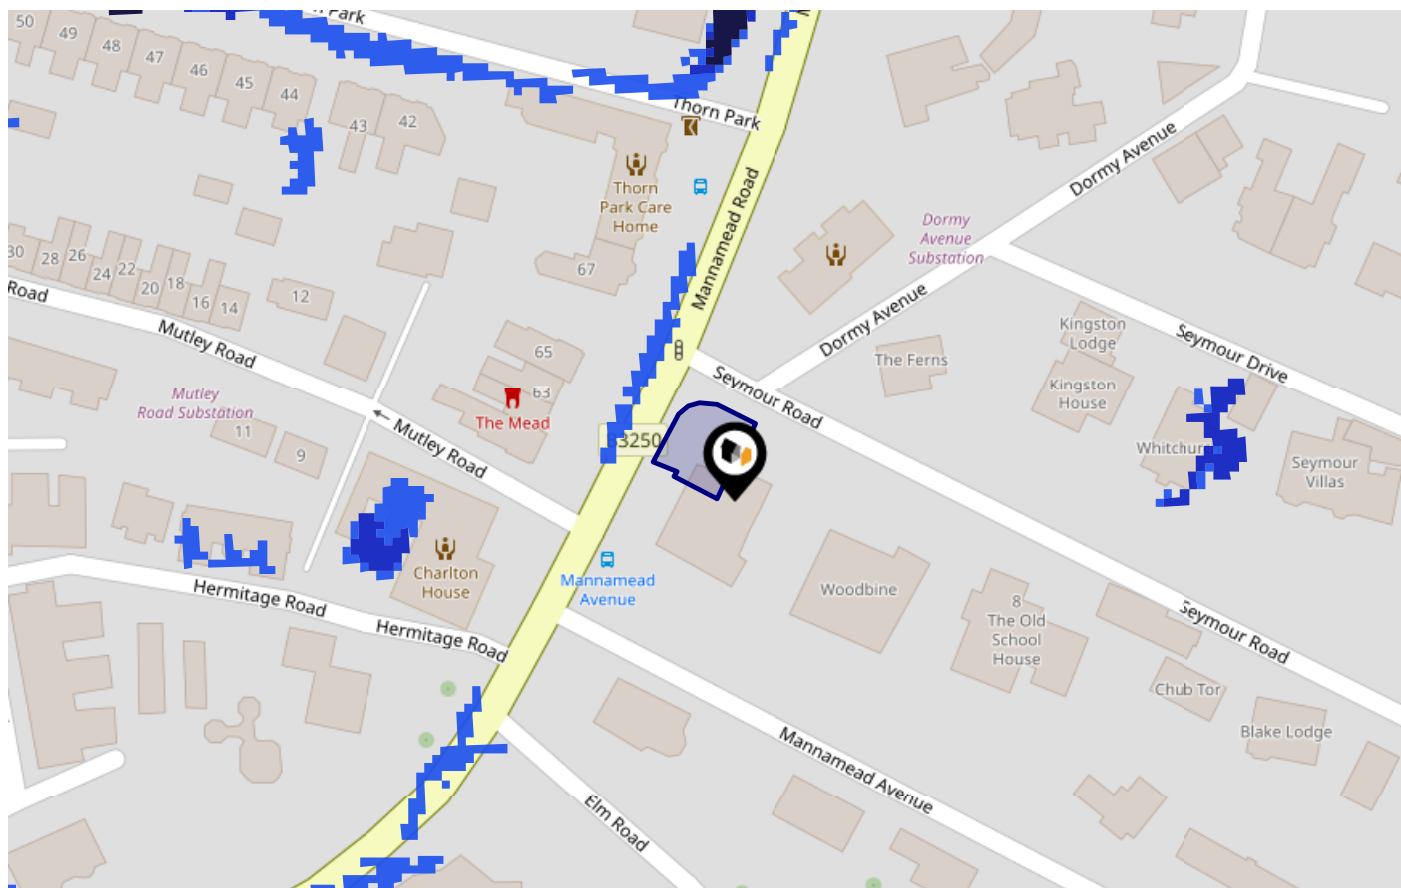 50
49
48
47
46
45
44
43
42
Thorn Park
Thorn
Park Care
Home
67
Mannamead Road
Dormy Avenue
Dormy
Avenue
Substation
Dormy Avenue
30
28
26
24
22
20
18
16
14
12
Road
Mutley Road
Mutley
Road Substation
11
9
Mutley Road
65
63
The Mead
Seymour Road
The Ferns
Kingston
Lodge
Kingston
House
Seymour Drive
Seymour
Villas
Charlton
House
Hermitage Road
Hermitage Road
Mannamead
Avenue
Woodbine
8
The Old
School
House
Seymour Road
Chub Tor
Blake Lodge
Mannamead Avenue
Elm Road